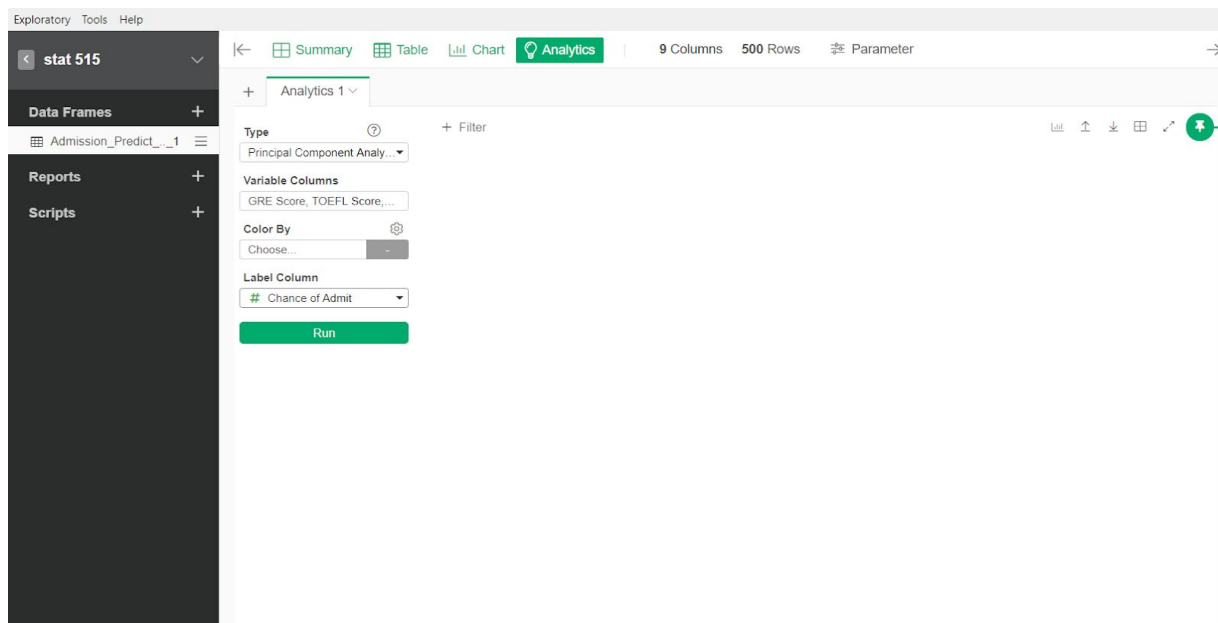 Exploratory Tools Help
stat 515
Summary Table Chart Analytics 9 Columns 500 Rows Parameter
Analytics 1
Data Frames
Admission_Predict_..._1
Reports
Scripts
Type
Principal Component Analy...
Variable Columns
GRE Score, TOEFL Score,...
Color By
Choose...
-
Label Column
# Chance of Admit
Run
+ Filter